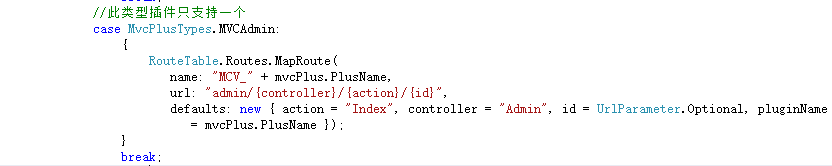 //此类型插件只支持一个
case MvcPlusTypes.MVCAdmin:
{
RouteTable.Routes.MapRoute(
name: "MCV_" + mvcPlus.PlusName,
url: "admin/{controller}/{action}/{id}",
defaults: new { action = "Index", controller = "Admin", id = UrlParameter.Optional, pluginName
= mvcPlus.PlusName });
}
break;